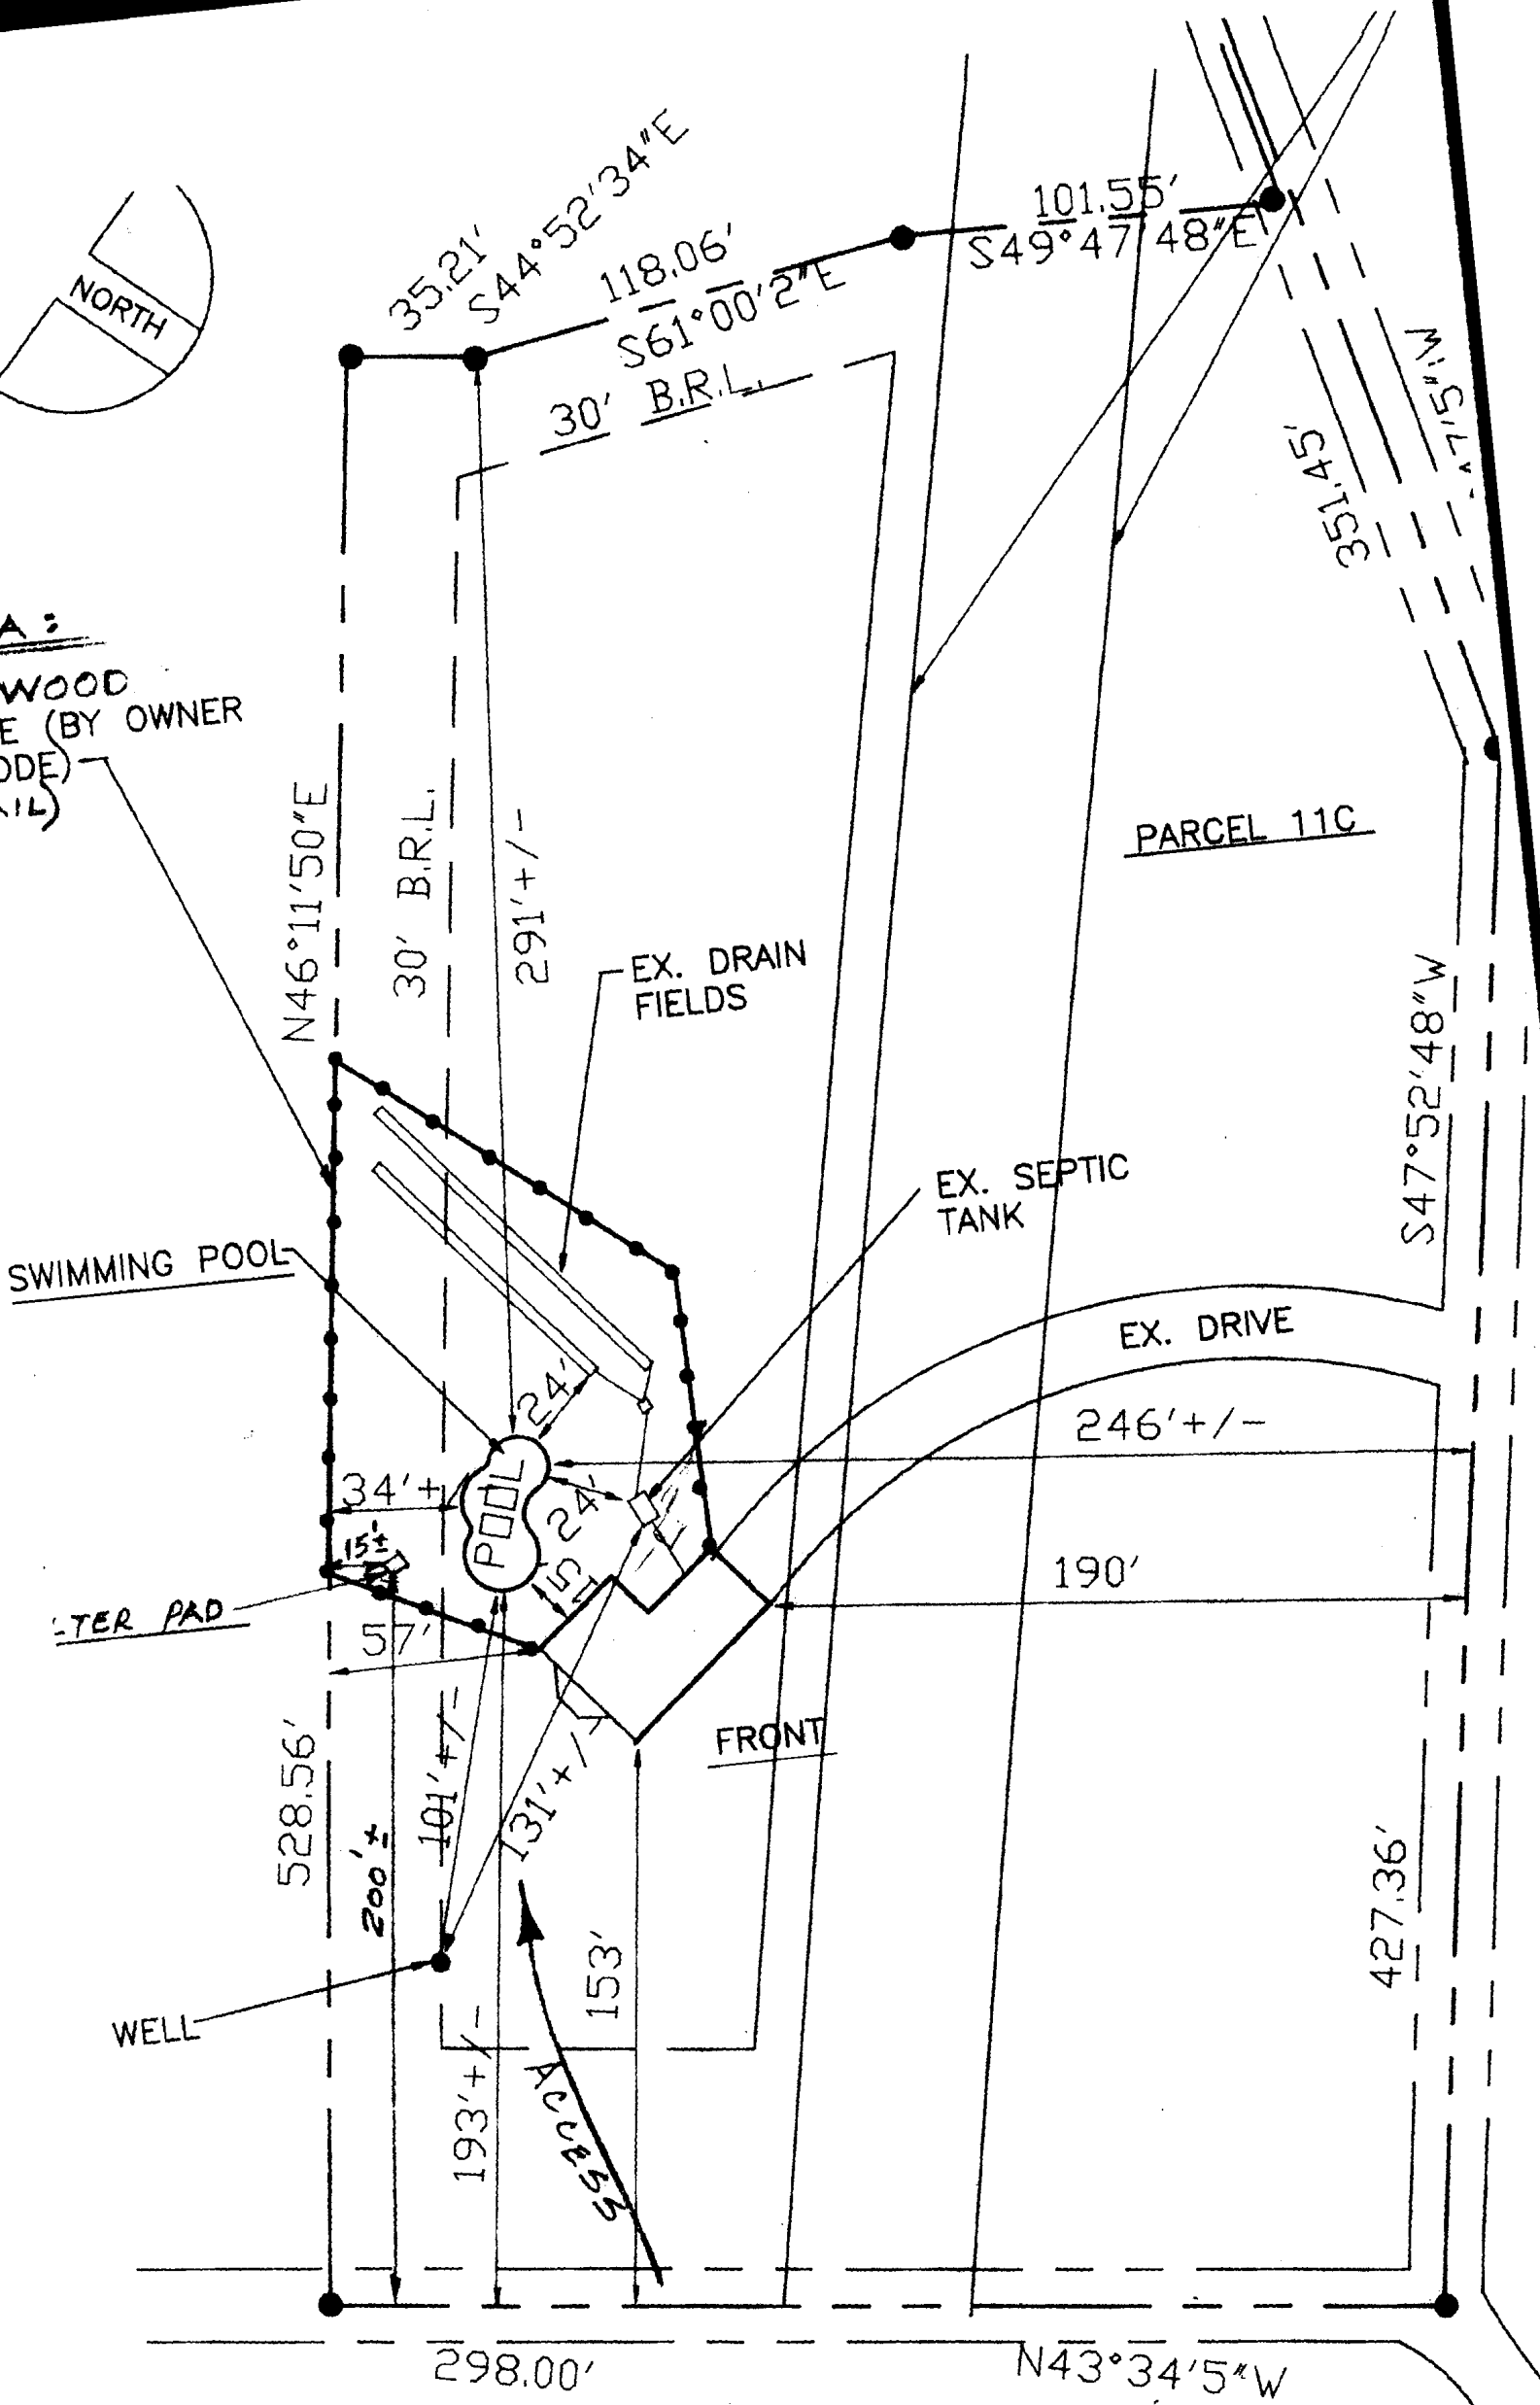 NORTH
35.21'
S44°52'34"E
118.06'
S61°00'2"E
101.55'
S49°47'48"E
30' B.R.L.
351.45'
A:
WOOD
E (BY OWNER
ODE)
N46°11'50"E
30' B.R.L.
291'+/-
PARCEL 11C
EX. DRAIN
FIELDS
S47°52'48"W
EX. SEPTIC
TANK
SWIMMING POOL
EX. DRIVE
24'
246'+/-
34'+
POOL
24'
15'±
15'
190'
TER PAD
57'
FRONT
528.56'
200'±
101'+/-
131'+/-
427.36'
153'
WELL
193'+/-
ACCESS
298.00'
N43°34'5"W